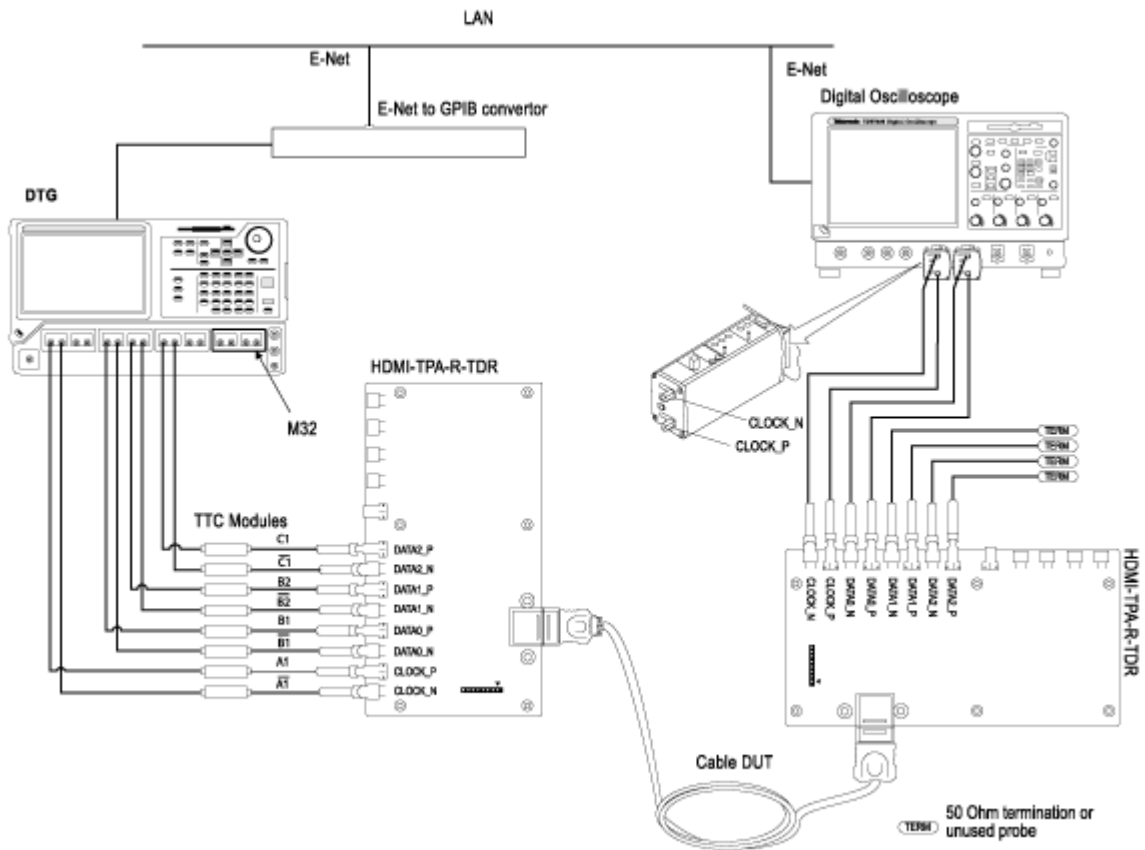 LAN
E-Net
E-Net
E-Net to GPIB convertor
Digital Oscilloscope
Tektronix
DTG
HDMI-TPA-R-TDR
M32
CLOCK_N
CLOCK_P
TERM
TERM
TERM
TERM
TTC Modules
C1
DATA2_P
C1
DATA2_N
B2
DATA1_P
B2
DATA1_N
B1
DATA0_P
B1
DATA0_N
A1
CLOCK_P
A1
CLOCK_N
CLOCK_N
CLOCK_P
DATA0_N
DATA0_P
DATA1_N
DATA1_P
DATA2_N
DATA2_P
HDMI-TPA-R-TDR
Cable DUT
TERM
50 Ohm termination or
unused probe